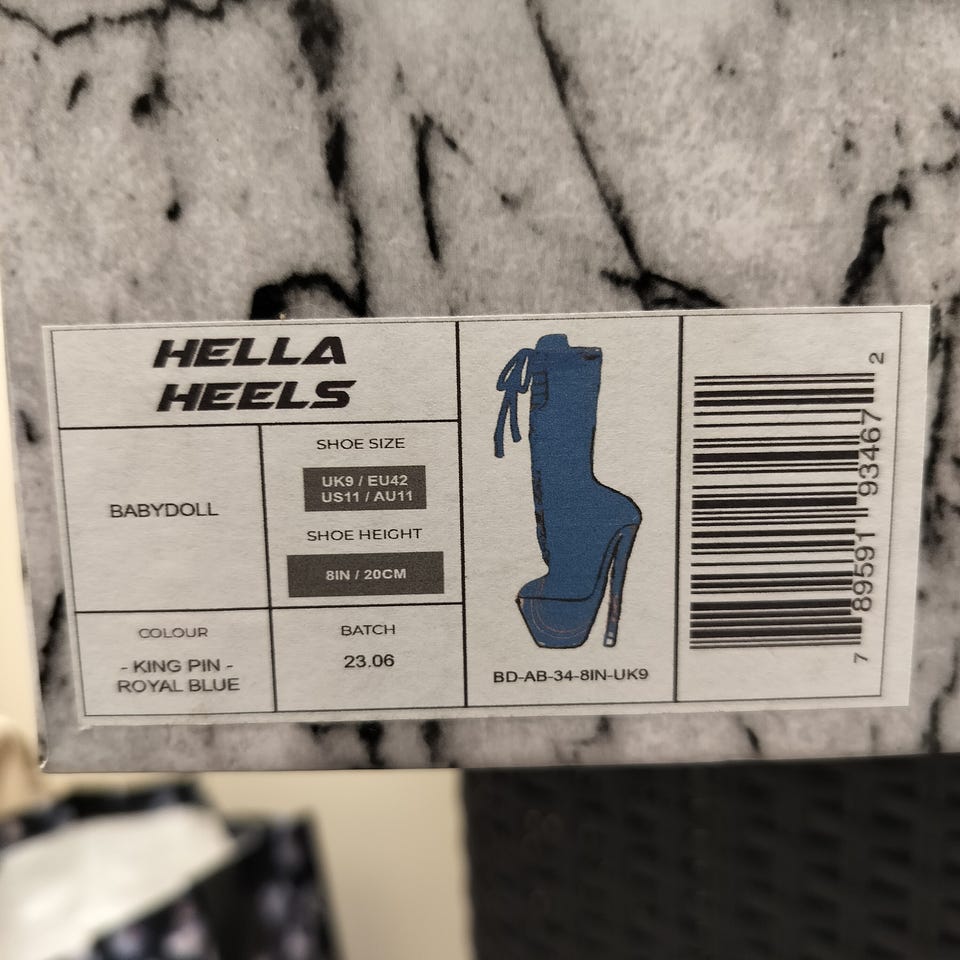 HELLA
HEELS
BABYDOLL
SHOE SIZE
UK9 / EU42
US11 / AU11
SHOE HEIGHT
8IN / 20CM
COLOUR
- KING PIN -
ROYAL BLUE
BATCH
23.06
BD-AB-34-8IN-UK9
7 89591 93467 2